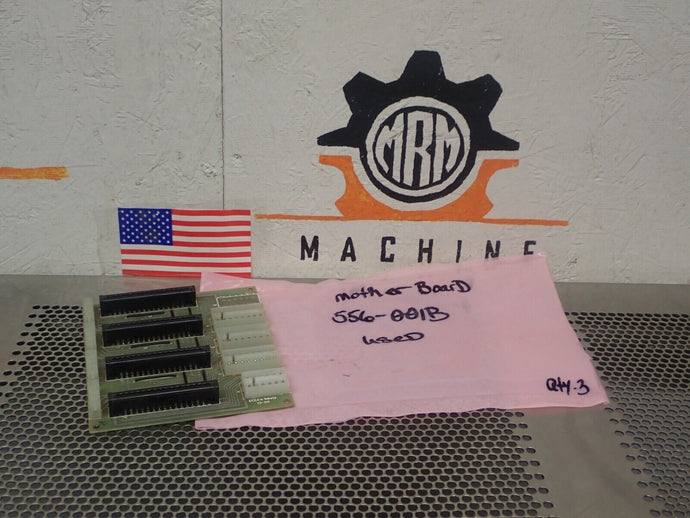 MRM
MACHINE
mother Board
556-001B
used
Qty-3